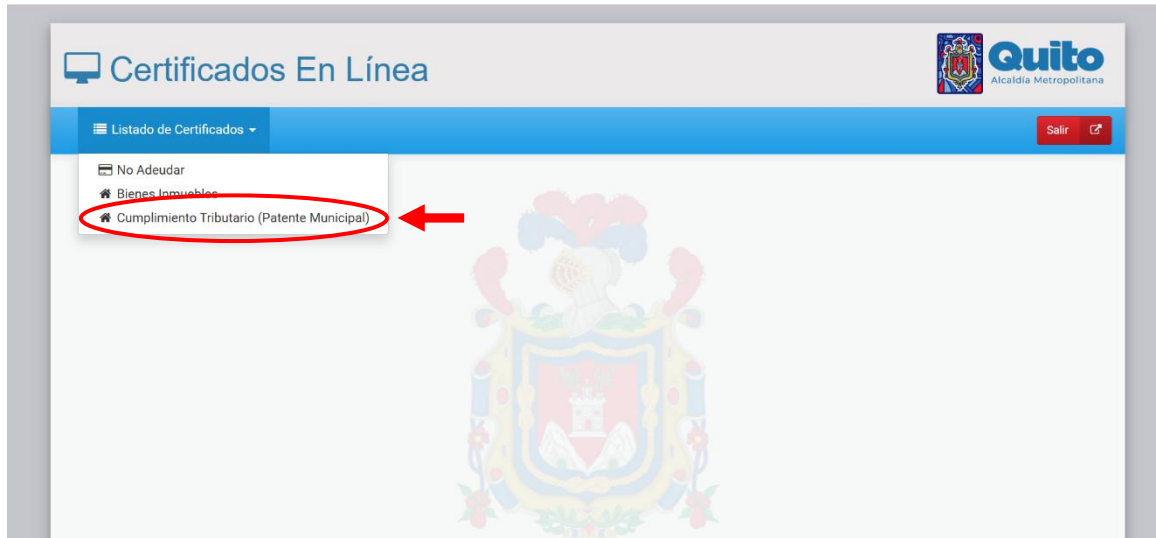 Certificados En Línea
Quito
Alcaldía Metropolitana
Listado de Certificados
Salir
No Adeudar
Bienes Inmuebles
Cumplimiento Tributario (Patente Municipal)